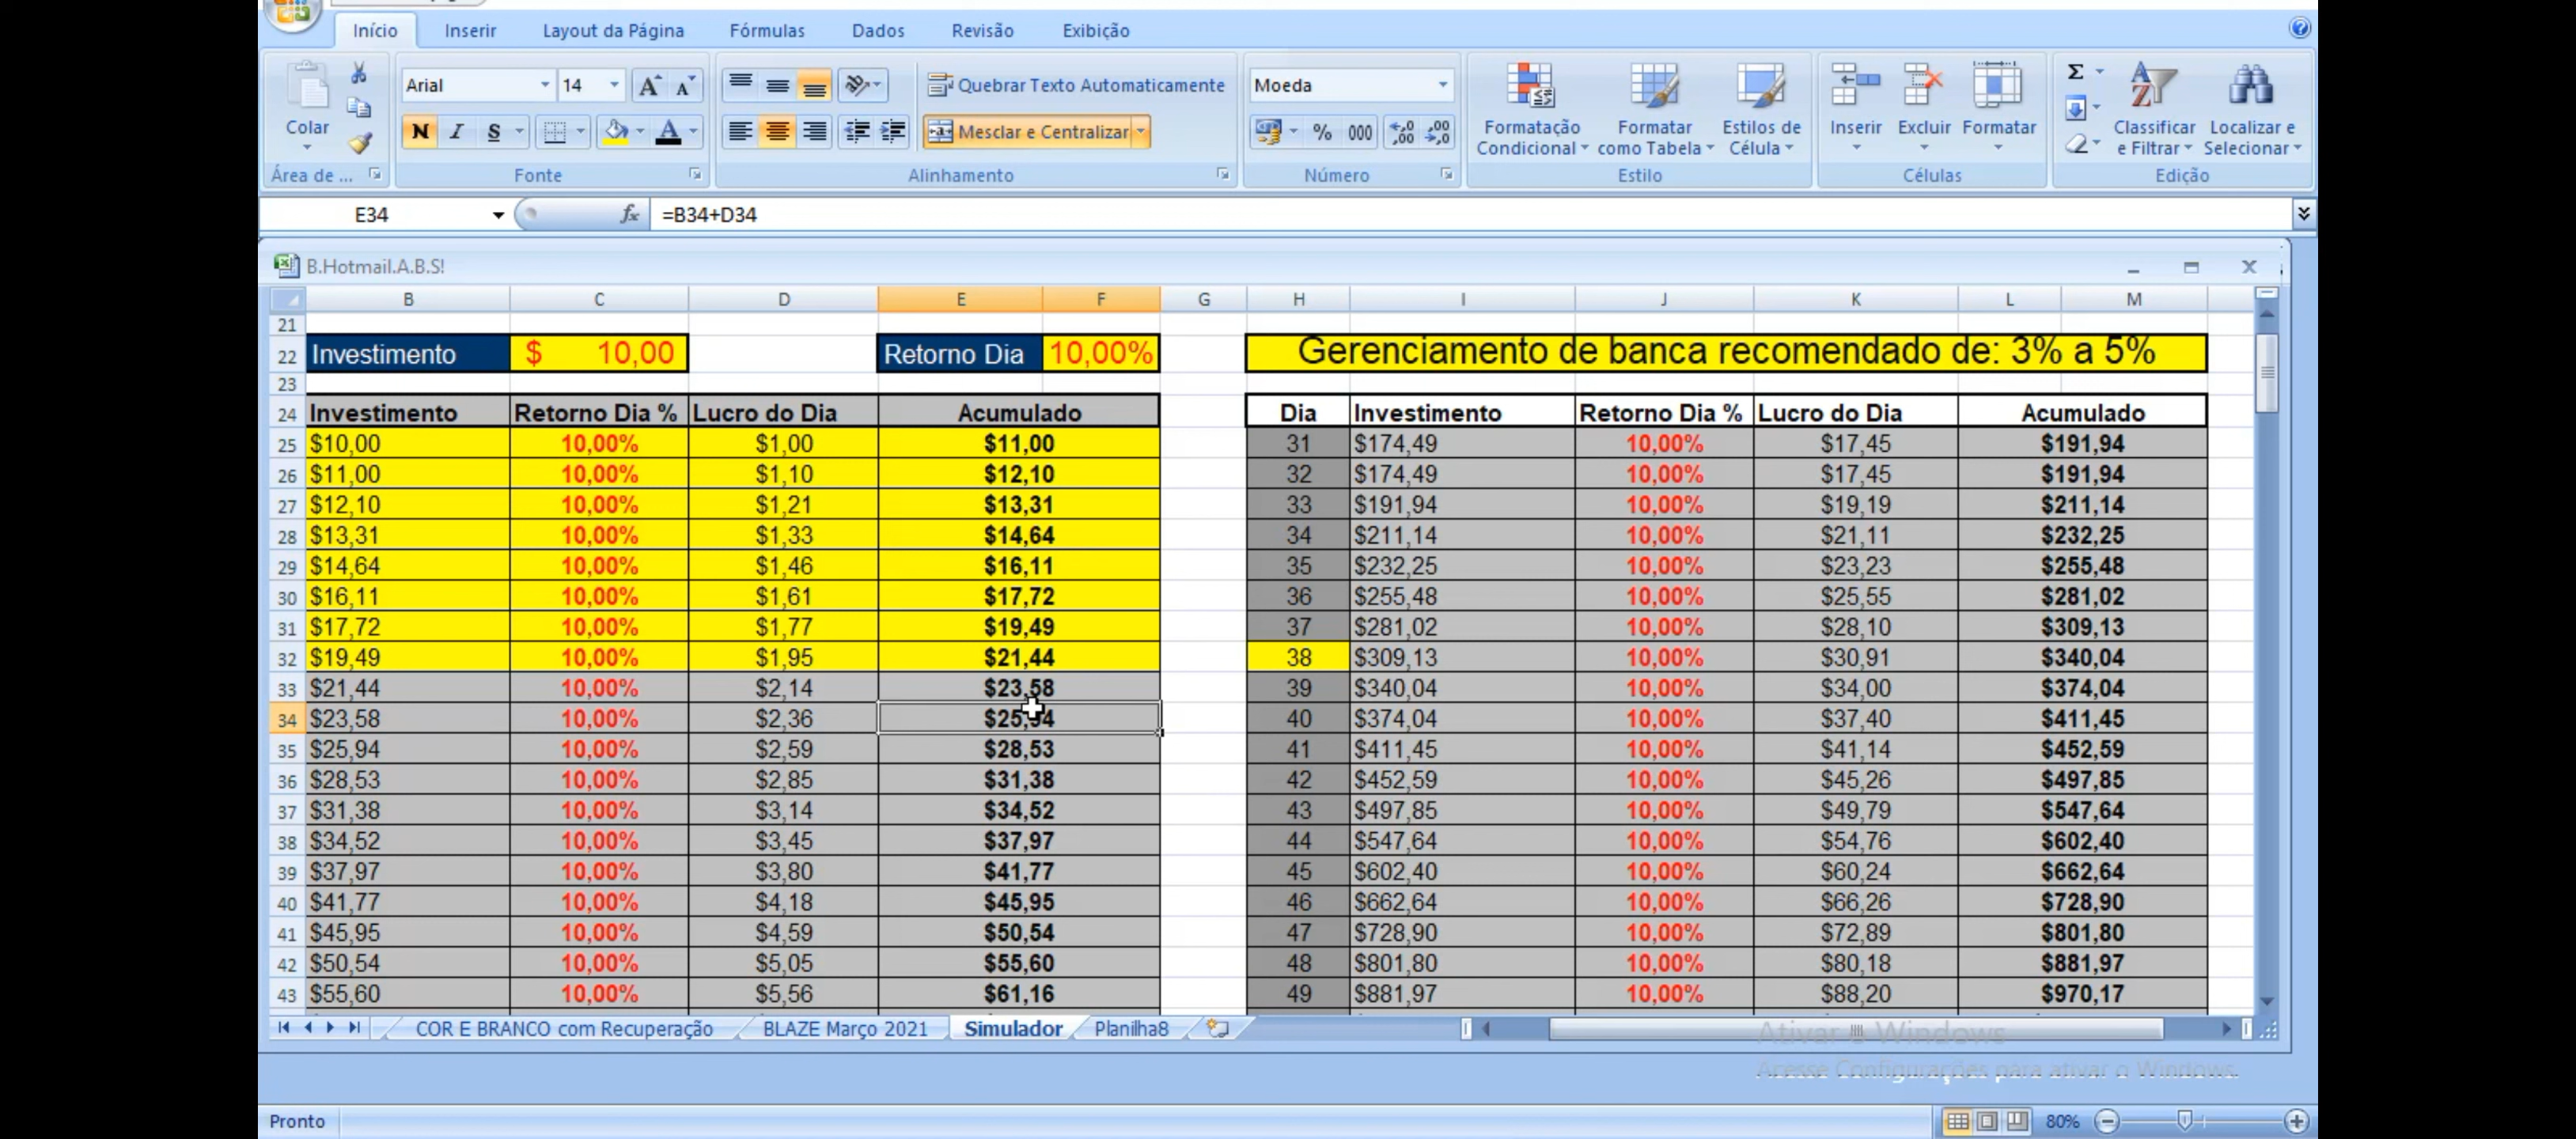 Início Inserir Layout da Página Fórmulas Dados Revisão Exibição
Colar
Área de ...
Arial 14 A A
N I S A
Fonte
Quebrar Texto Automaticamente
Mesclar e Centralizar
Alinhamento
Moeda
% 000 ,00 ,00
Número
Formatação Condicional
Formatar como Tabela
Estilos de Célula
Estilo
Inserir Excluir Formatar
Células
Σ
Classificar e Filtrar
Localizar e Selecionar
Edição
E34 fx =B34+D34
B.Hotmail.A.B.S!
B C D E F G H I J K L M
21
22 Investimento $ 10,00 Retorno Dia 10,00% Gerenciamento de banca recomendado de: 3% a 5%
23
24 Investimento Retorno Dia % Lucro do Dia Acumulado Dia Investimento Retorno Dia % Lucro do Dia Acumulado
25 $10,00 10,00% $1,00 $11,00 31 $174,49 10,00% $17,45 $191,94
26 $11,00 10,00% $1,10 $12,10 32 $174,49 10,00% $17,45 $191,94
27 $12,10 10,00% $1,21 $13,31 33 $191,94 10,00% $19,19 $211,14
28 $13,31 10,00% $1,33 $14,64 34 $211,14 10,00% $21,11 $232,25
29 $14,64 10,00% $1,46 $16,11 35 $232,25 10,00% $23,23 $255,48
30 $16,11 10,00% $1,61 $17,72 36 $255,48 10,00% $25,55 $281,02
31 $17,72 10,00% $1,77 $19,49 37 $281,02 10,00% $28,10 $309,13
32 $19,49 10,00% $1,95 $21,44 38 $309,13 10,00% $30,91 $340,04
33 $21,44 10,00% $2,14 $23,58 39 $340,04 10,00% $34,00 $374,04
34 $23,58 10,00% $2,36 $25,94 40 $374,04 10,00% $37,40 $411,45
35 $25,94 10,00% $2,59 $28,53 41 $411,45 10,00% $41,14 $452,59
36 $28,53 10,00% $2,85 $31,38 42 $452,59 10,00% $45,26 $497,85
37 $31,38 10,00% $3,14 $34,52 43 $497,85 10,00% $49,79 $547,64
38 $34,52 10,00% $3,45 $37,97 44 $547,64 10,00% $54,76 $602,40
39 $37,97 10,00% $3,80 $41,77 45 $602,40 10,00% $60,24 $662,64
40 $41,77 10,00% $4,18 $45,95 46 $662,64 10,00% $66,26 $728,90
41 $45,95 10,00% $4,59 $50,54 47 $728,90 10,00% $72,89 $801,80
42 $50,54 10,00% $5,05 $55,60 48 $801,80 10,00% $80,18 $881,97
43 $55,60 10,00% $5,56 $61,16 49 $881,97 10,00% $88,20 $970,17
COR E BRANCO com Recuperação BLAZE Março 2021 Simulador Planilha8
Ativar o Windows
Acesse Configurações para ativar o Windows.
Pronto 80%